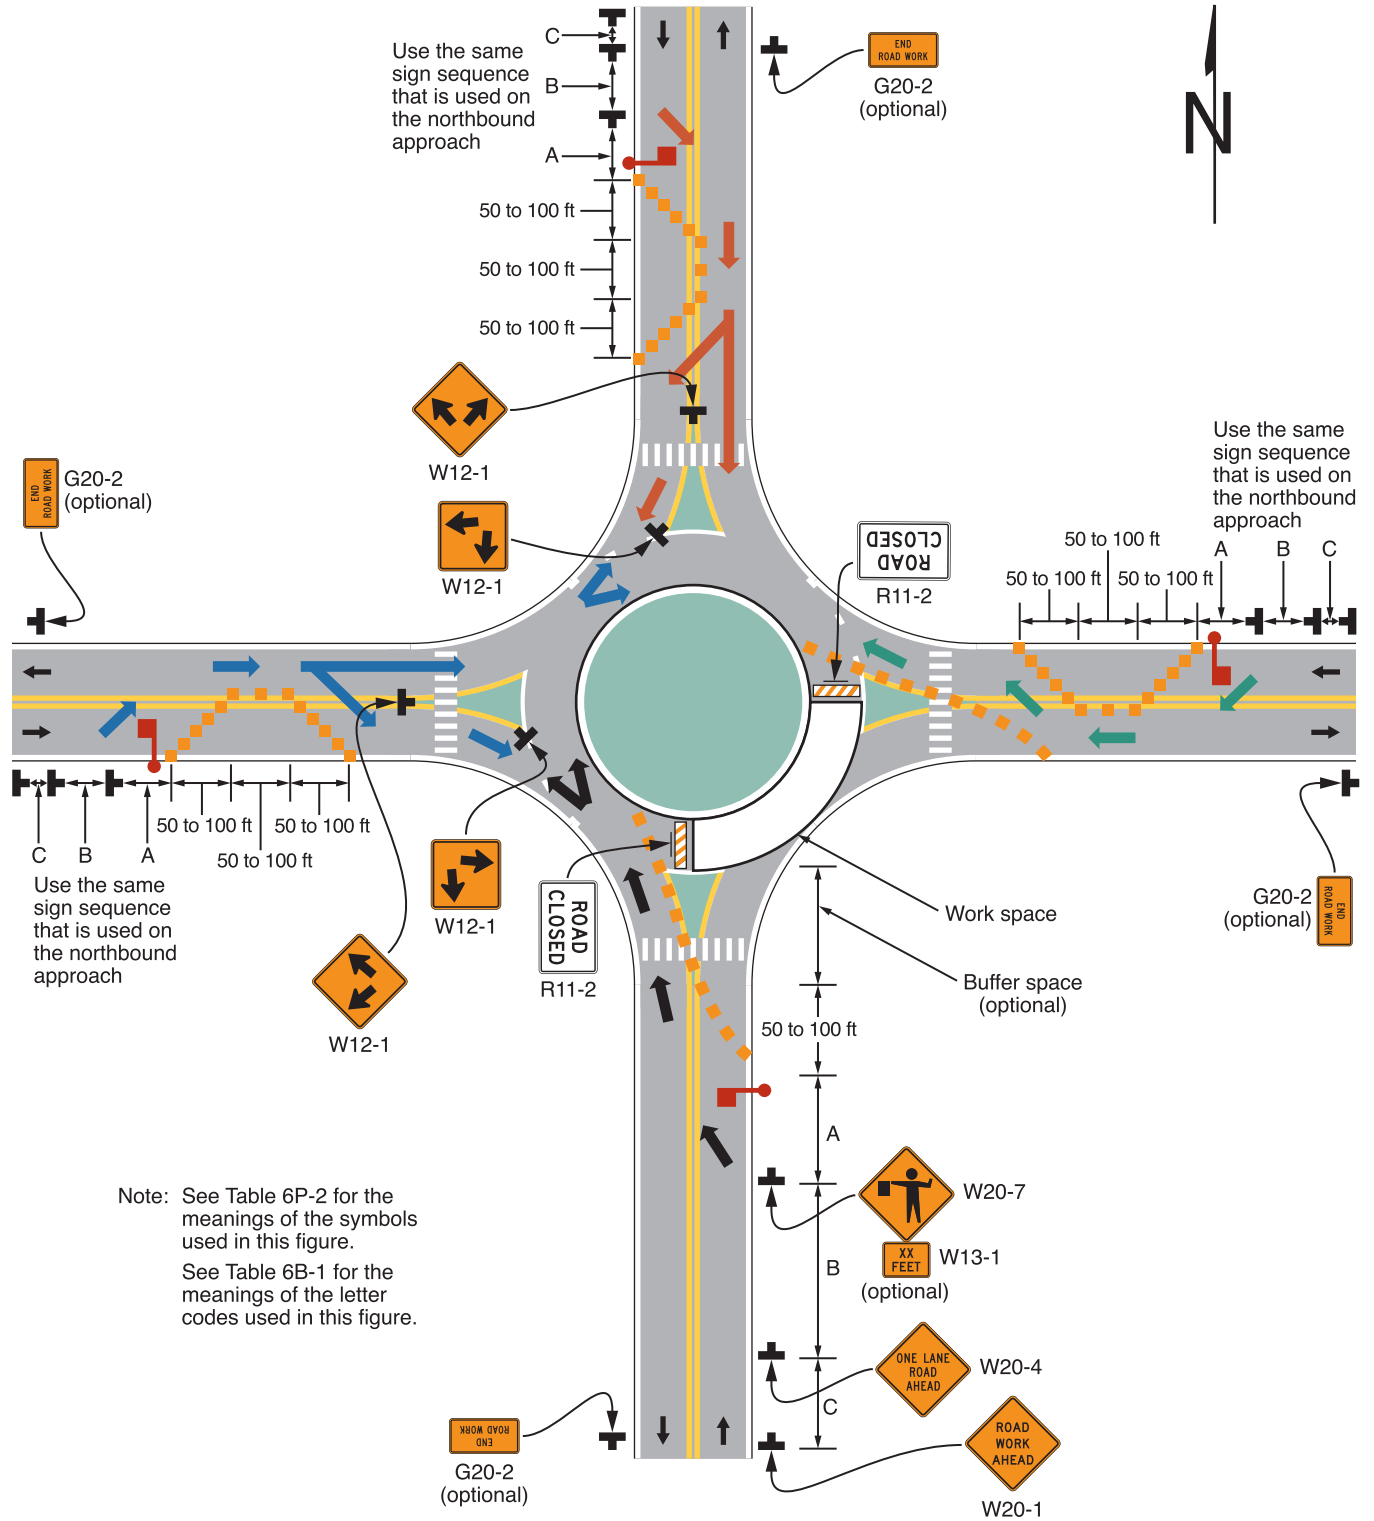 C
Use the same
sign sequence
that is used on
the northbound
approach
B
A
END
ROAD WORK
G20-2
(optional)
N
50 to 100 ft
50 to 100 ft
50 to 100 ft
W12-1
W12-1
END
ROAD WORK
G20-2
(optional)
ROAD
CLOSED
R11-2
Use the same
sign sequence
that is used on
the northbound
approach
50 to 100 ft
50 to 100 ft
50 to 100 ft
A
B
C
50 to 100 ft
50 to 100 ft
50 to 100 ft
C
B
A
Use the same
sign sequence
that is used on
the northbound
approach
W12-1
W12-1
ROAD
CLOSED
R11-2
Work space
Buffer space
(optional)
50 to 100 ft
G20-2
(optional)
END
ROAD WORK
A
W20-7
XX
FEET
W13-1
(optional)
B
Note: See Table 6P-2 for the
meanings of the symbols
used in this figure.
See Table 6B-1 for the
meanings of the letter
codes used in this figure.
ONE LANE
ROAD
AHEAD
W20-4
C
ROAD
WORK
AHEAD
W20-1
END
ROAD WORK
G20-2
(optional)